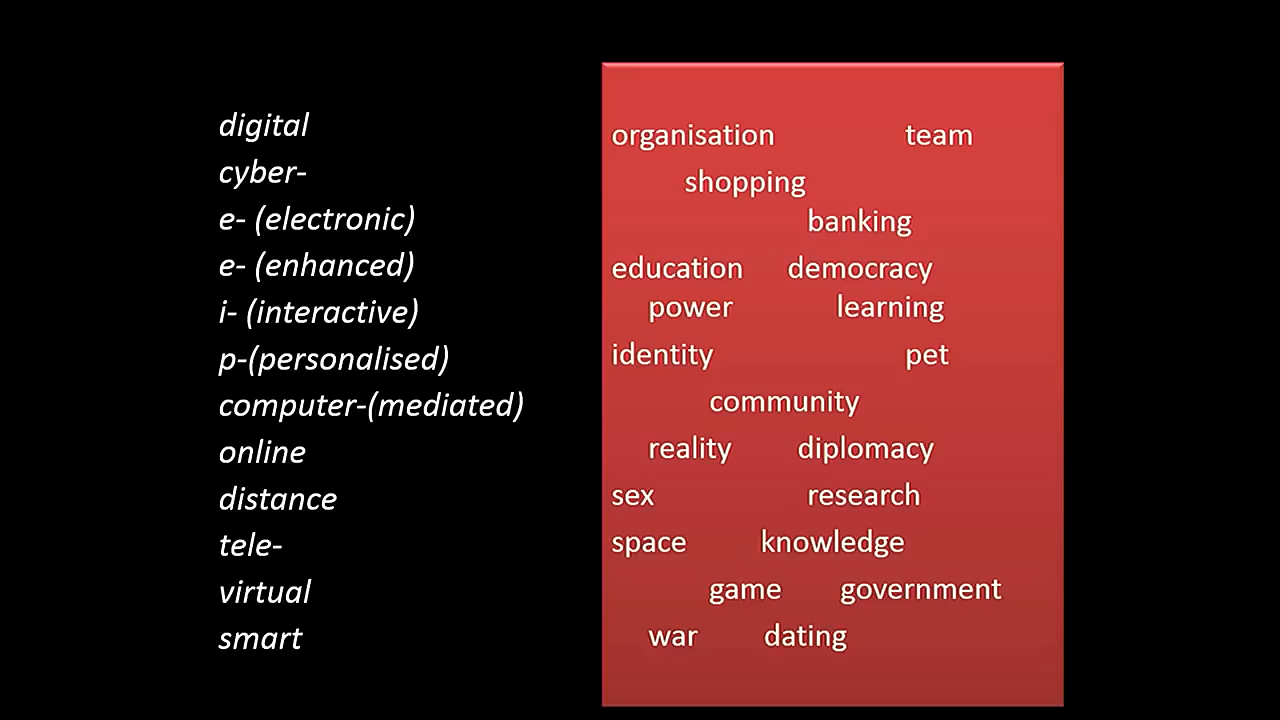 digital
cyber-
e- (electronic)
e- (enhanced)
i- (interactive)
p-(personalised)
computer-(mediated)
online
distance
tele-
virtual
smart
organisation team
shopping
banking
education democracy
power learning
identity pet
community
reality diplomacy
sex research
space knowledge
game government
war dating